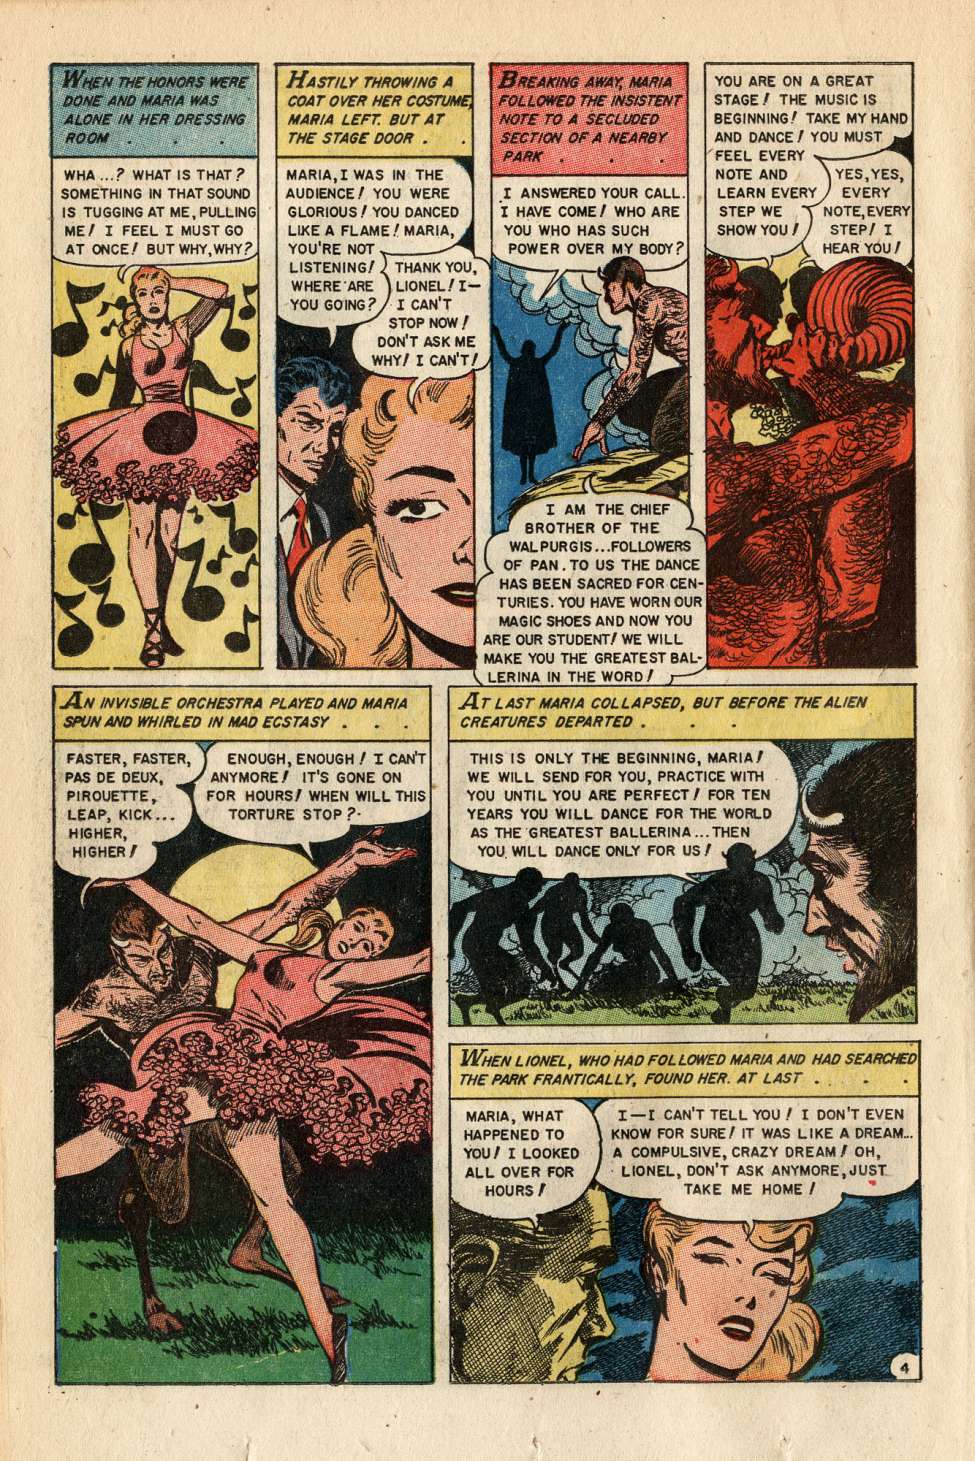 WHEN THE HONORS WERE
DONE AND MARIA WAS
ALONE IN HER DRESSING
ROOM . . .
WHA...? WHAT IS THAT?
SOMETHING IN THAT SOUND
IS TUGGING AT ME, PULLING
ME! I FEEL I MUST GO
AT ONCE! BUT WHY, WHY?
HASTILY THROWING A
COAT OVER HER COSTUME,
MARIA LEFT. BUT AT
THE STAGE DOOR . .
MARIA, I WAS IN THE
AUDIENCE! YOU WERE
GLORIOUS! YOU DANCED
LIKE A FLAME! MARIA,
YOU'RE NOT
LISTENING!
WHERE ARE
YOU GOING?
THANK YOU,
LIONEL! I—
I CAN'T
STOP NOW!
DON'T ASK ME
WHY! I CAN'T!
BREAKING AWAY, MARIA
FOLLOWED THE INSISTENT
NOTE TO A SECLUDED
SECTION OF A NEARBY
PARK . . .
I ANSWERED YOUR CALL.
I HAVE COME! WHO ARE
YOU WHO HAS SUCH
POWER OVER MY BODY?
I AM THE CHIEF
BROTHER OF THE
WALPURGIS...FOLLOWERS
OF PAN. TO US THE DANCE
HAS BEEN SACRED FOR CEN-
TURIES. YOU HAVE WORN OUR
MAGIC SHOES AND NOW YOU
ARE OUR STUDENT! WE WILL
MAKE YOU THE GREATEST BAL-
LERINA IN THE WORD!
YOU ARE ON A GREAT
STAGE! THE MUSIC IS
BEGINNING! TAKE MY HAND
AND DANCE! YOU MUST
FEEL EVERY
NOTE AND
LEARN EVERY
STEP WE
SHOW YOU!
YES, YES,
EVERY
NOTE, EVERY
STEP! I
HEAR YOU!
AN INVISIBLE ORCHESTRA PLAYED AND MARIA
SPUN AND WHIRLED IN MAD ECSTASY . . .
FASTER, FASTER,
PAS DE DEUX,
PIROUETTE,
LEAP, KICK...
HIGHER,
HIGHER!
ENOUGH, ENOUGH! I CAN'T
ANYMORE! IT'S GONE ON
FOR HOURS! WHEN WILL THIS
TORTURE STOP?
AT LAST MARIA COLLAPSED, BUT BEFORE THE ALIEN
CREATURES DEPARTED . . .
THIS IS ONLY THE BEGINNING, MARIA!
WE WILL SEND FOR YOU, PRACTICE WITH
YOU UNTIL YOU ARE PERFECT! FOR TEN
YEARS YOU WILL DANCE FOR THE WORLD
AS THE GREATEST BALLERINA...THEN
YOU WILL DANCE ONLY FOR US!
WHEN LIONEL, WHO HAD FOLLOWED MARIA AND HAD SEARCHED
THE PARK FRANTICALLY, FOUND HER AT LAST . . . .
MARIA, WHAT
HAPPENED TO
YOU! I LOOKED
ALL OVER FOR
HOURS!
I—I CAN'T TELL YOU! I DON'T EVEN
KNOW FOR SURE! IT WAS LIKE A DREAM...
A COMPULSIVE, CRAZY DREAM! OH,
LIONEL, DON'T ASK ANYMORE, JUST
TAKE ME HOME!
4